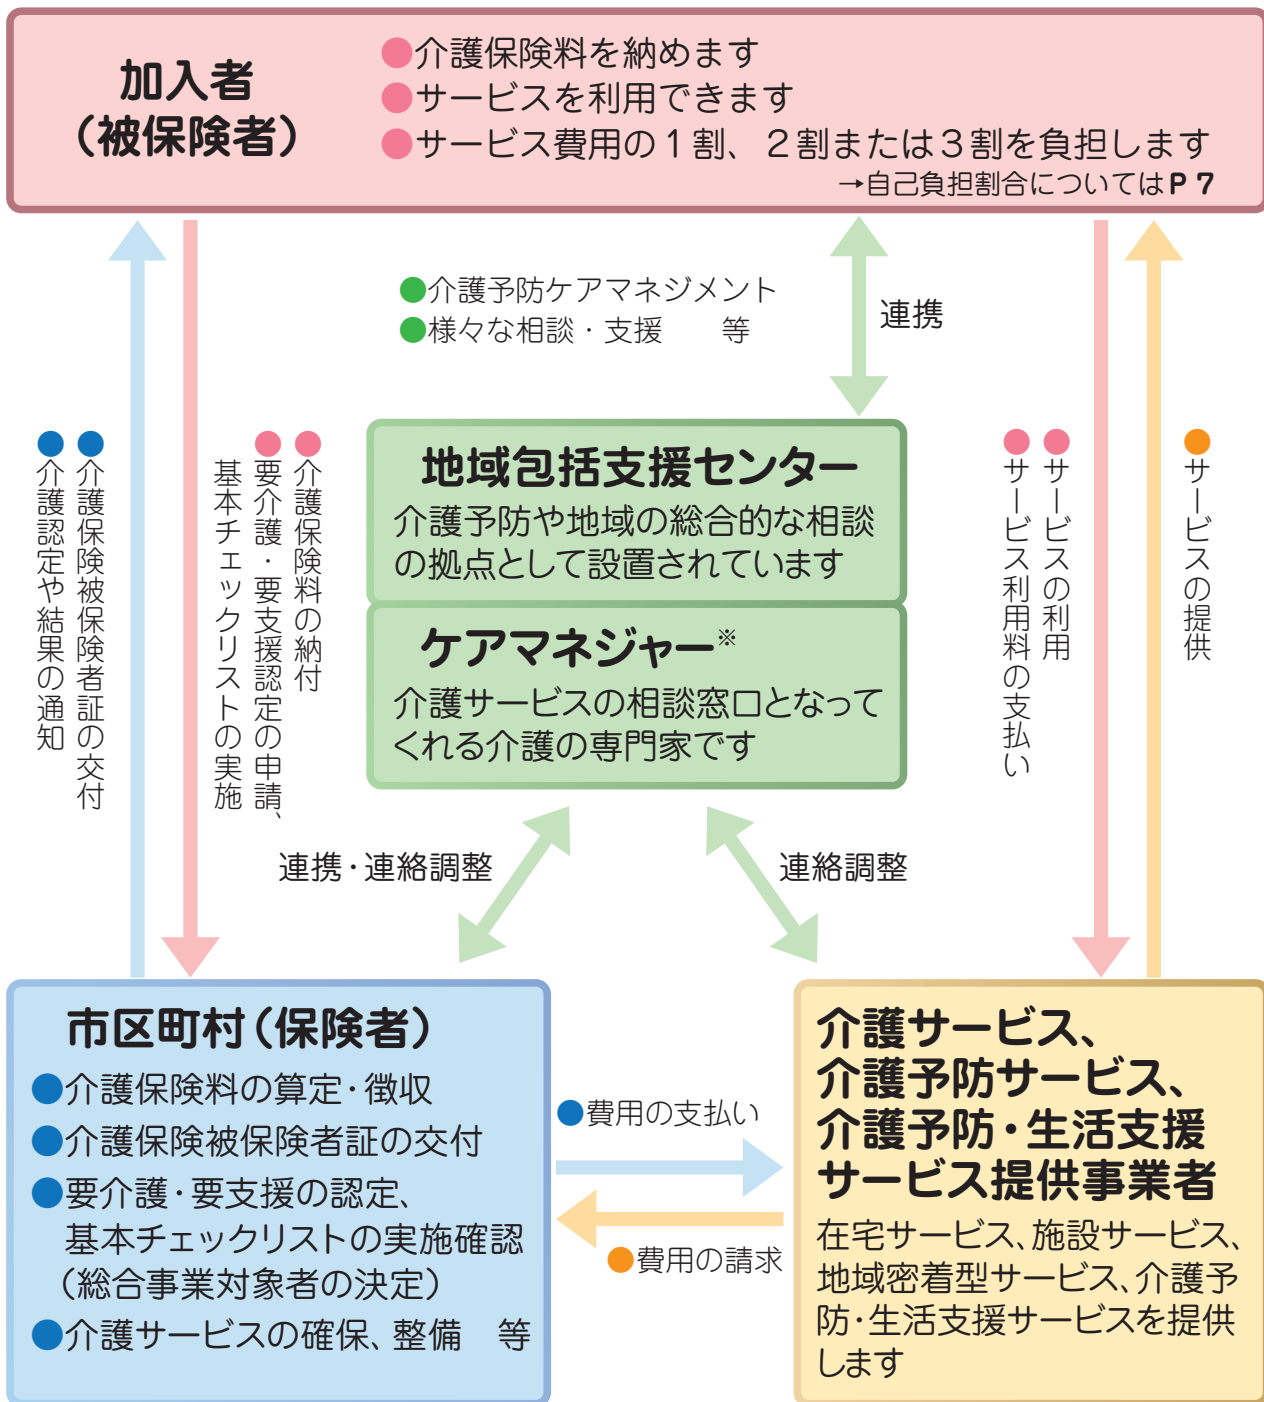 加入者
（被保険者）
●介護保険料を納めます
●サービスを利用できます
●サービス費用の１割、２割または３割を負担します
→自己負担割合についてはＰ７
●介護予防ケアマネジメント
●様々な相談・支援　　等
連携
●介護保険被保険者証の交付
●介護認定や結果の通知
●介護保険料の納付
●要介護・要支援認定の申請、
基本チェックリストの実施
地域包括支援センター
介護予防や地域の総合的な相談
の拠点として設置されています
ケアマネジャー※
介護サービスの相談窓口となって
くれる介護の専門家です
●サービスの利用
●サービス利用料の支払い
●サービスの提供
連携・連絡調整
連絡調整
市区町村（保険者）
●介護保険料の算定・徴収
●介護保険被保険者証の交付
●要介護・要支援の認定、
基本チェックリストの実施確認
（総合事業対象者の決定）
●介護サービスの確保、整備　等
●費用の支払い
●費用の請求
介護サービス、
介護予防サービス、
介護予防・生活支援
サービス提供事業者
在宅サービス、施設サービス、
地域密着型サービス、介護予
防・生活支援サービスを提供
します